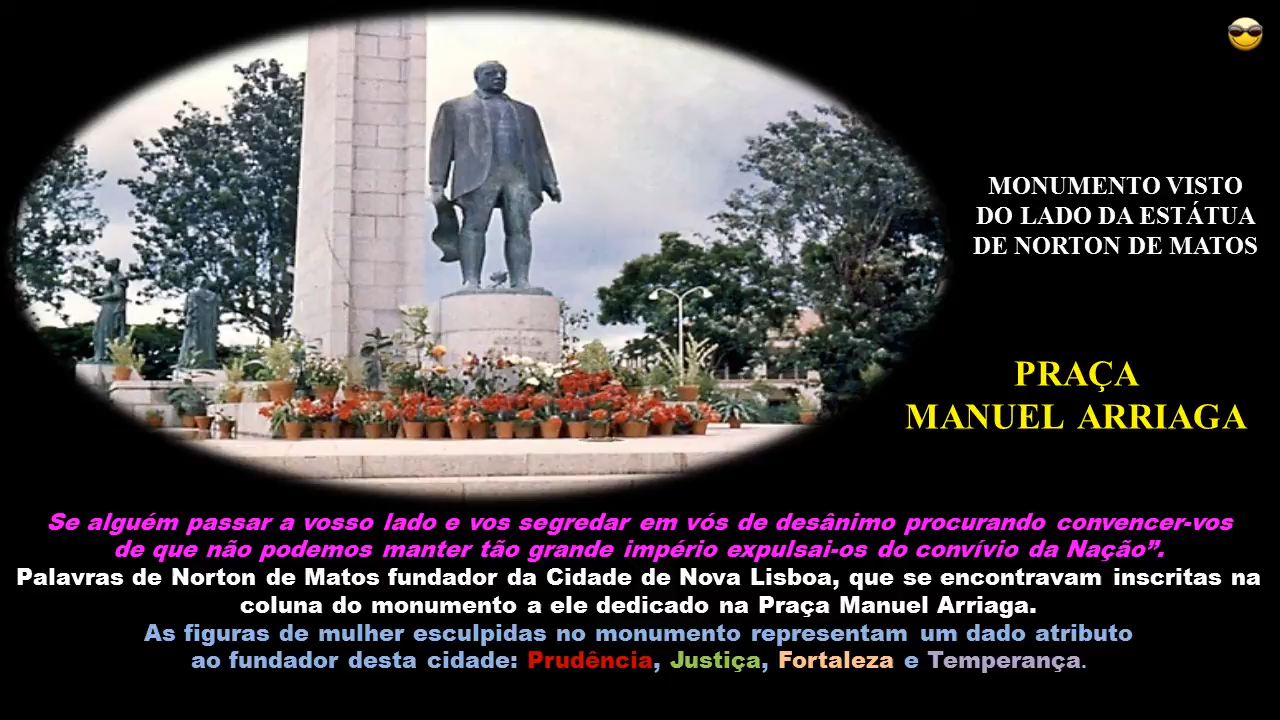 MONUMENTO VISTO
DO LADO DA ESTÁTUA
DE NORTON DE MATOS
PRAÇA
MANUEL ARRIAGA
Se alguém passar a vosso lado e vos segredar em vós de desânimo procurando convencer-vos
de que não podemos manter tão grande império expulsai-os do convívio da Nação”.
Palavras de Norton de Matos fundador da Cidade de Nova Lisboa, que se encontravam inscritas na
coluna do monumento a ele dedicado na Praça Manuel Arriaga.
As figuras de mulher esculpidas no monumento representam um dado atributo
ao fundador desta cidade: Prudência, Justiça, Fortaleza e Temperança.